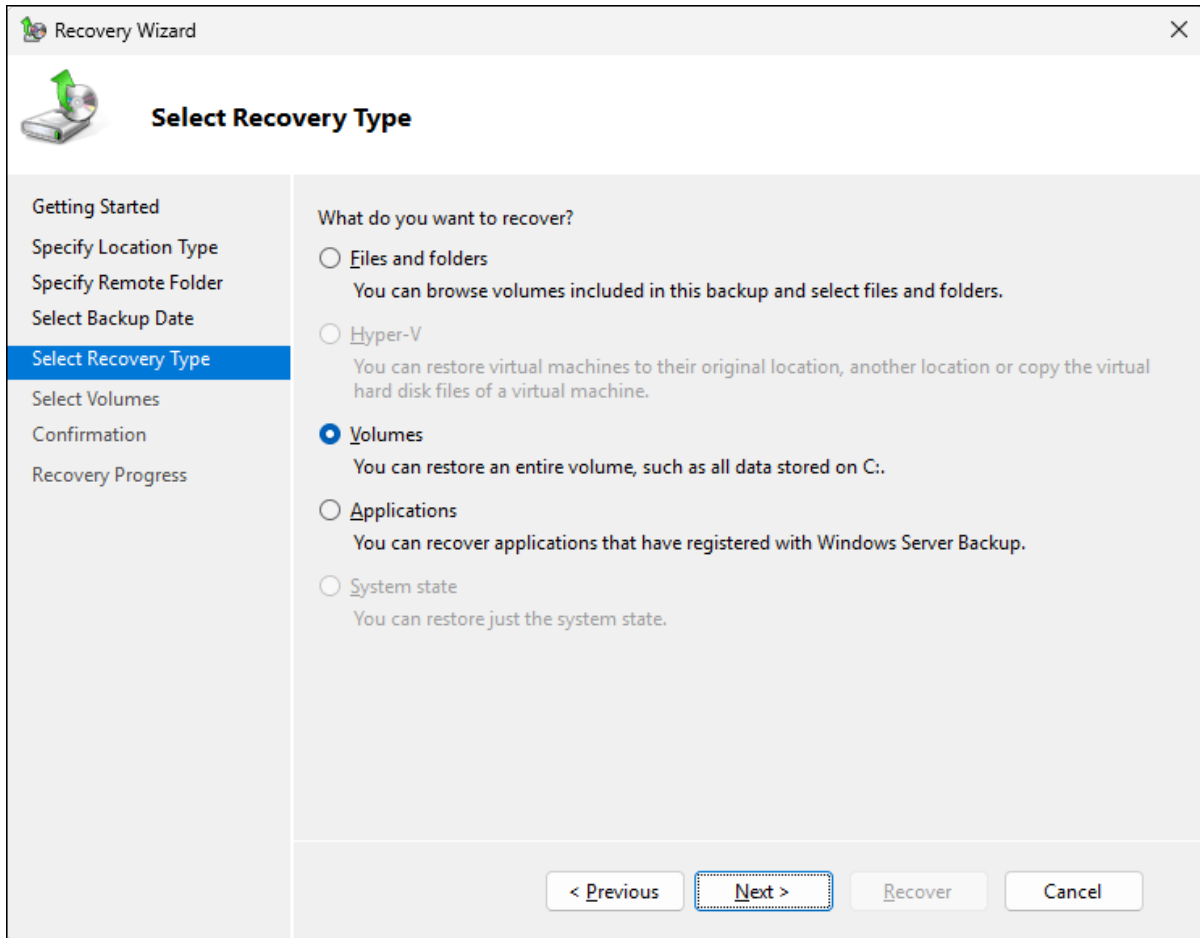 Recovery Wizard
Select Recovery Type
Getting Started
Specify Location Type
Specify Remote Folder
Select Backup Date
Select Recovery Type
Select Volumes
Confirmation
Recovery Progress
What do you want to recover?
Files and folders
You can browse volumes included in this backup and select files and folders.
Hyper-V
You can restore virtual machines to their original location, another location or copy the virtual
hard disk files of a virtual machine.
Volumes
You can restore an entire volume, such as all data stored on C:.
Applications
You can recover applications that have registered with Windows Server Backup.
System state
You can restore just the system state.
< Previous
Next >
Recover
Cancel